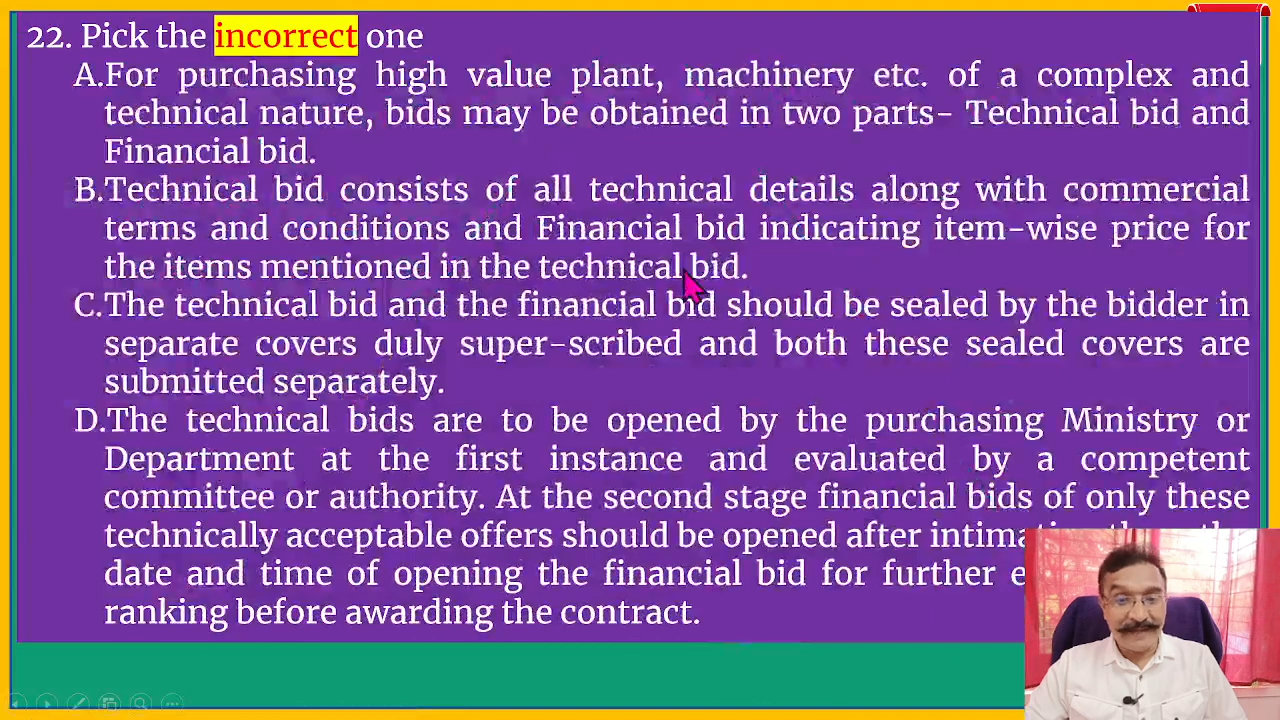 22. Pick the incorrect one
A.For purchasing high value plant, machinery etc. of a complex and
technical nature, bids may be obtained in two parts- Technical bid and
Financial bid.
B.Technical bid consists of all technical details along with commercial
terms and conditions and Financial bid indicating item-wise price for
the items mentioned in the technical bid.
C.The technical bid and the financial bid should be sealed by the bidder in
separate covers duly super-scribed and both these sealed covers are
submitted separately.
D.The technical bids are to be opened by the purchasing Ministry or
Department at the first instance and evaluated by a competent
committee or authority. At the second stage financial bids of only these
technically acceptable offers should be opened after
date and time of opening the financial bid for further
ranking before awarding the contract.